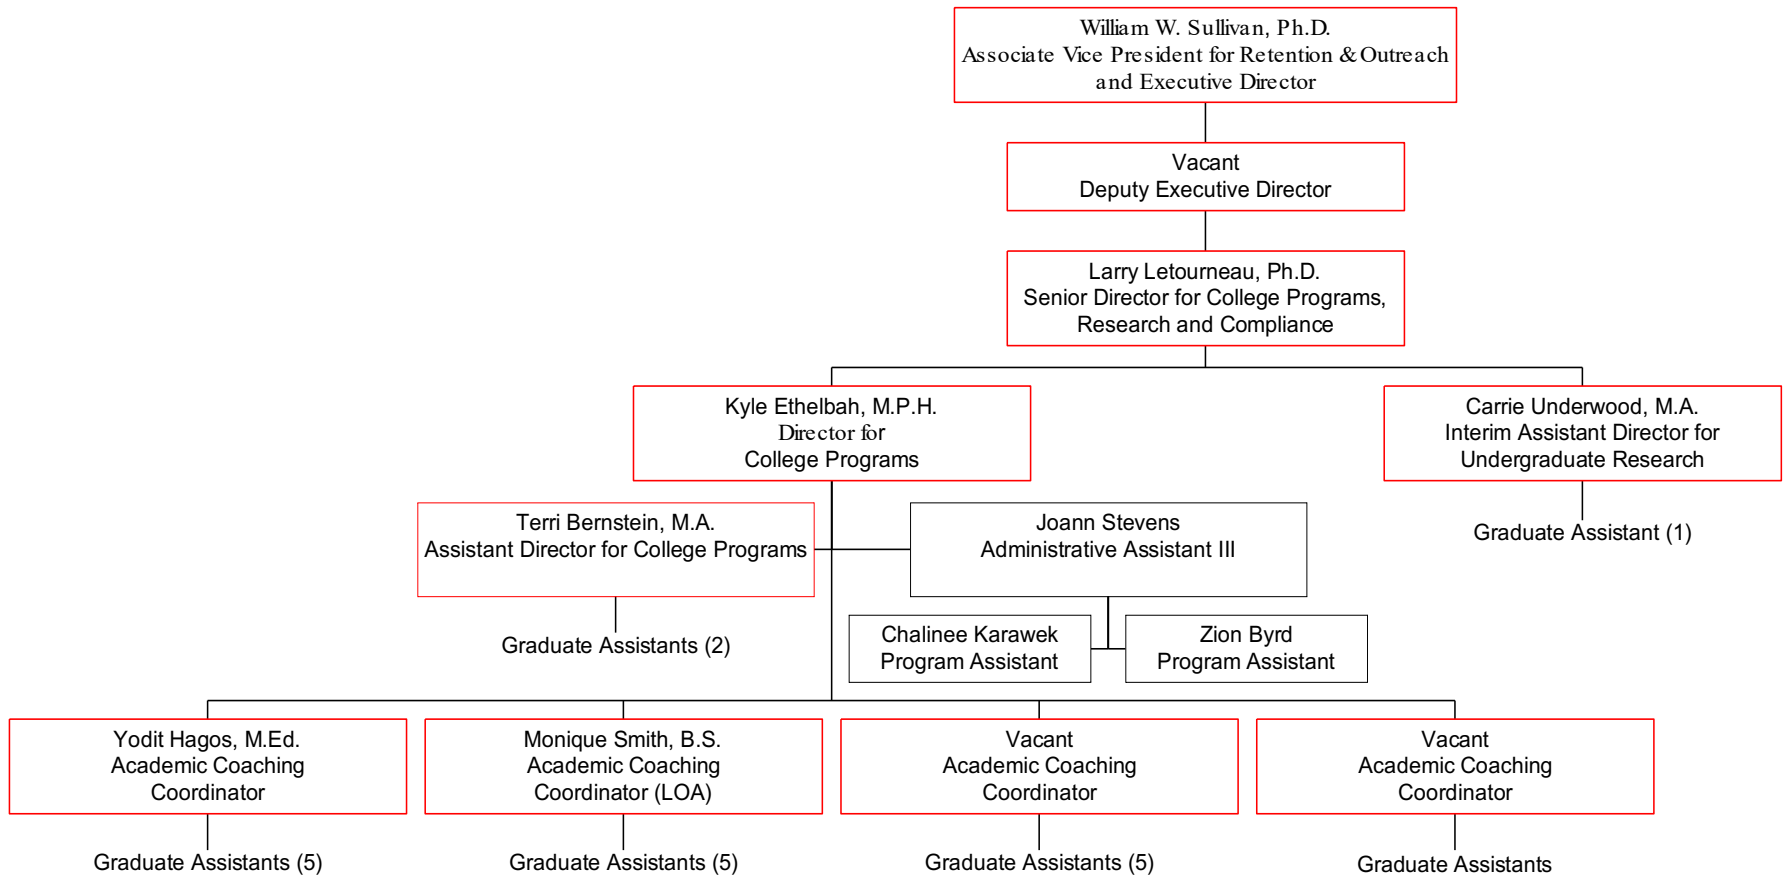 William W. Sullivan, Ph.D.
Associate Vice President for Retention & Outreach
and Executive Director
Vacant
Deputy Executive Director
Larry Letourneau, Ph.D.
Senior Director for College Programs,
Research and Compliance
Kyle Ethelbah, M.P.H.
Director for
College Programs
Carrie Underwood, M.A.
Interim Assistant Director for
Undergraduate Research
Graduate Assistant (1)
Terri Bernstein, M.A.
Assistant Director for College Programs
Graduate Assistants (2)
Joann Stevens
Administrative Assistant III
Chalinee Karawek
Program Assistant
Zion Byrd
Program Assistant
Yodit Hagos, M.Ed.
Academic Coaching
Coordinator
Graduate Assistants (5)
Monique Smith, B.S.
Academic Coaching
Coordinator (LOA)
Graduate Assistants (5)
Vacant
Academic Coaching
Coordinator
Graduate Assistants (5)
Vacant
Academic Coaching
Coordinator
Graduate Assistants